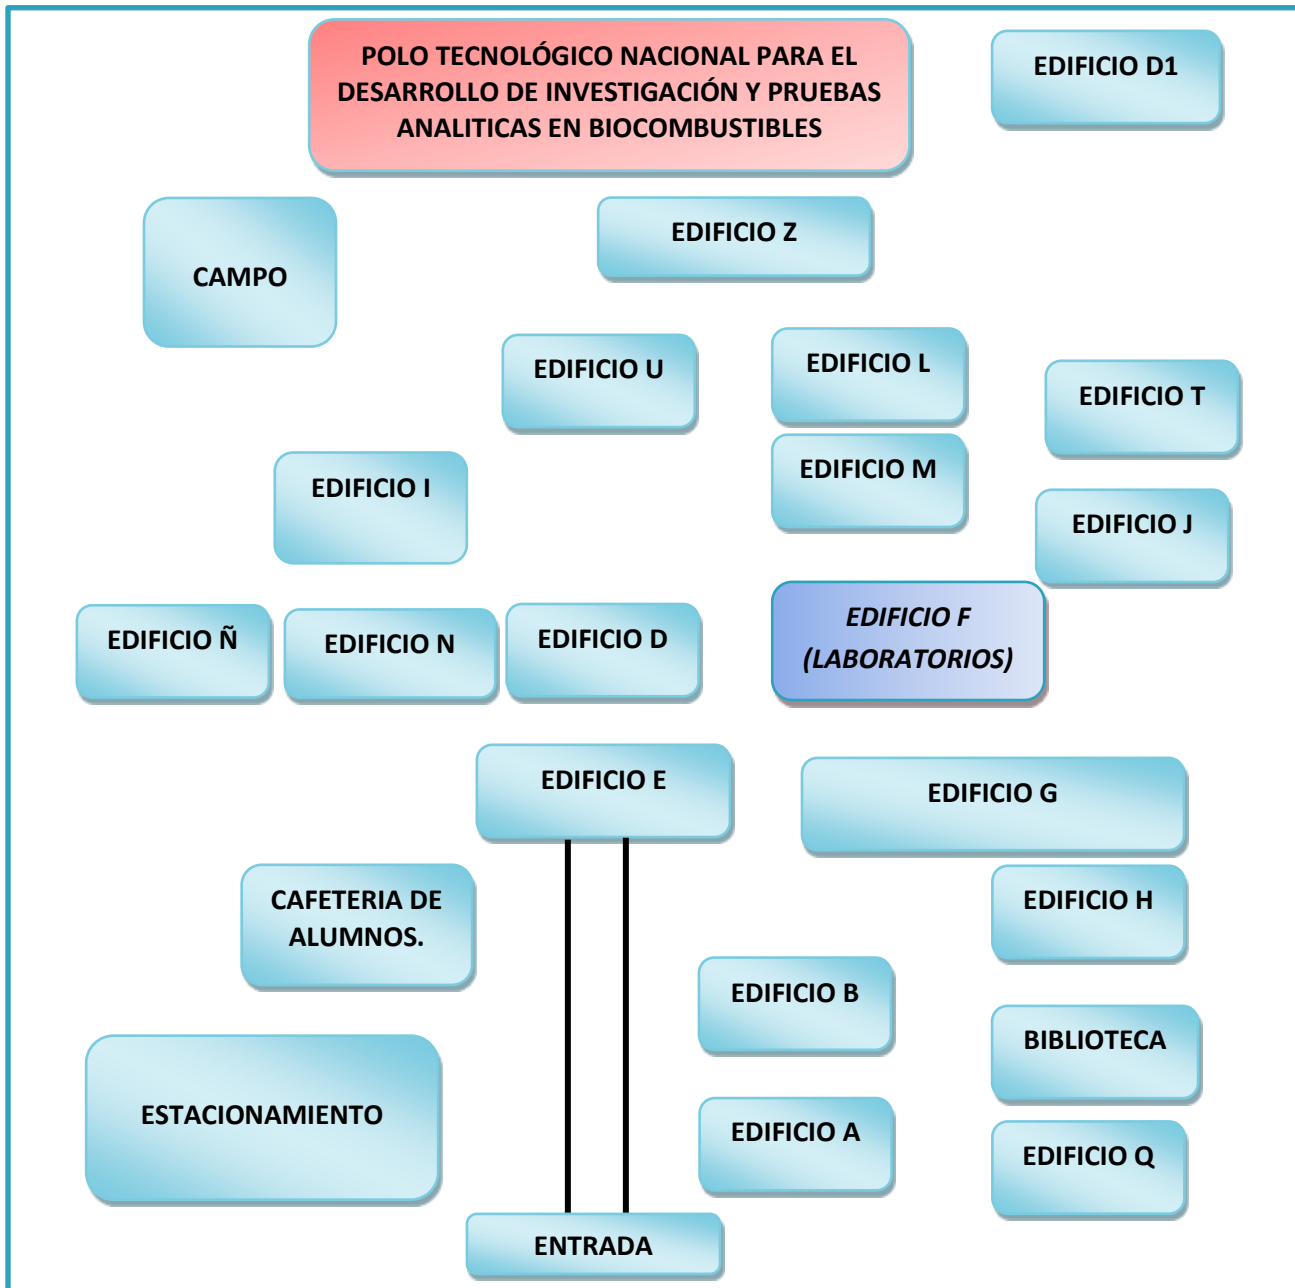 POLO TECNOLÓGICO NACIONAL PARA EL
DESARROLLO DE INVESTIGACIÓN Y PRUEBAS
ANALITICAS EN BIOCOMBUSTIBLES
EDIFICIO D1
EDIFICIO Z
CAMPO
EDIFICIO U
EDIFICIO L
EDIFICIO T
EDIFICIO M
EDIFICIO I
EDIFICIO J
EDIFICIO Ñ
EDIFICIO N
EDIFICIO D
EDIFICIO F
(LABORATORIOS)
EDIFICIO E
EDIFICIO G
CAFETERIA DE
ALUMNOS.
EDIFICIO H
EDIFICIO B
BIBLIOTECA
ESTACIONAMIENTO
EDIFICIO A
EDIFICIO Q
ENTRADA